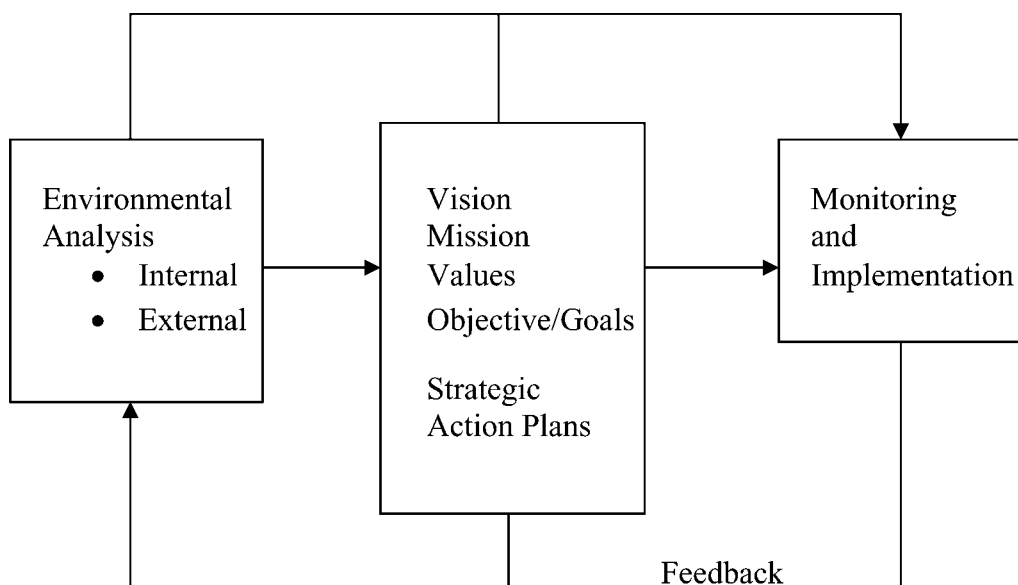 Environmental
Analysis
• Internal
• External
Vision
Mission
Values
Objective/Goals
Strategic
Action Plans
Monitoring
and
Implementation
Feedback